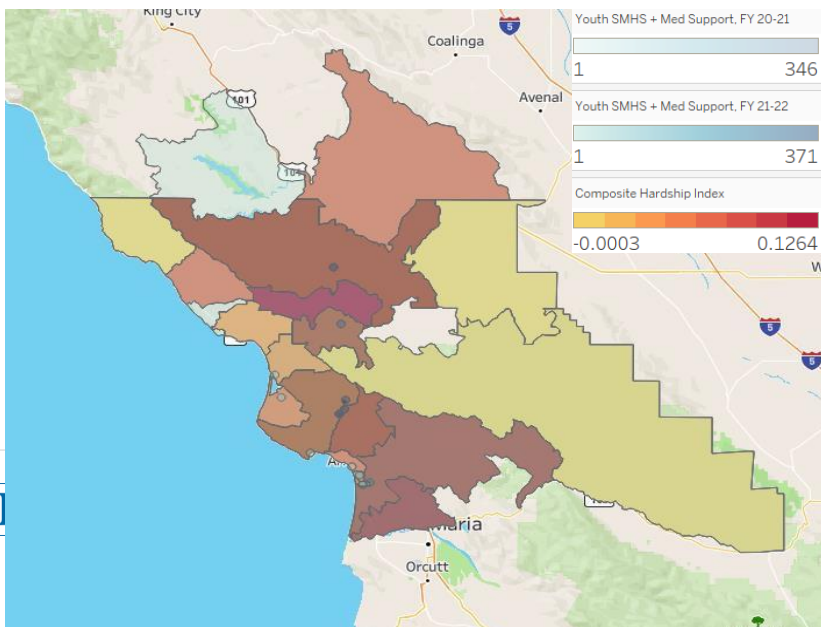 King City
Coalinga
Avenal
101
101
5
5
5
Youth SMHS + Med Support, FY 20-21
1 346
Youth SMHS + Med Support, FY 21-22
1 371
Composite Hardship Index
-0.0003 0.1264
W
Orcutt